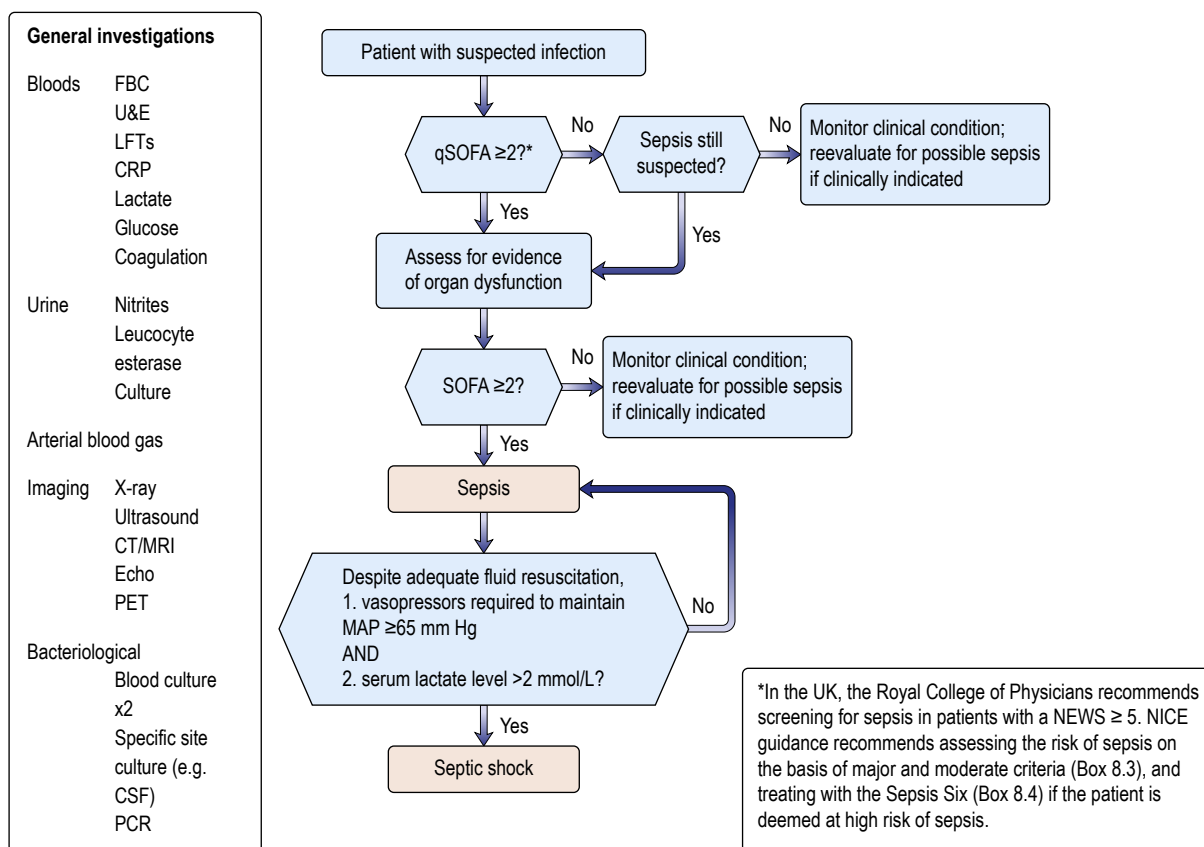 General investigations
Bloods FBC
U&E
LFTs
CRP
Lactate
Glucose
Coagulation
Urine Nitrites
Leucocyte
esterase
Culture
Arterial blood gas
Imaging X-ray
Ultrasound
CT/MRI
Echo
PET
Bacteriological
Blood culture
x2
Specific site
culture (e.g.
CSF)
PCR
Patient with suspected infection
qSOFA ≥2?*
No
Sepsis still
suspected?
No
Monitor clinical condition;
reevaluate for possible sepsis
if clinically indicated
Yes
Yes
Assess for evidence
of organ dysfunction
SOFA ≥2?
No
Monitor clinical condition;
reevaluate for possible sepsis
if clinically indicated
Yes
Sepsis
Despite adequate fluid resuscitation,
1. vasopressors required to maintain
MAP ≥65 mm Hg
AND
2. serum lactate level >2 mmol/L?
No
Yes
Septic shock
*In the UK, the Royal College of Physicians recommends
screening for sepsis in patients with a NEWS ≥ 5. NICE
guidance recommends assessing the risk of sepsis on
the basis of major and moderate criteria (Box 8.3), and
treating with the Sepsis Six (Box 8.4) if the patient is
deemed at high risk of sepsis.